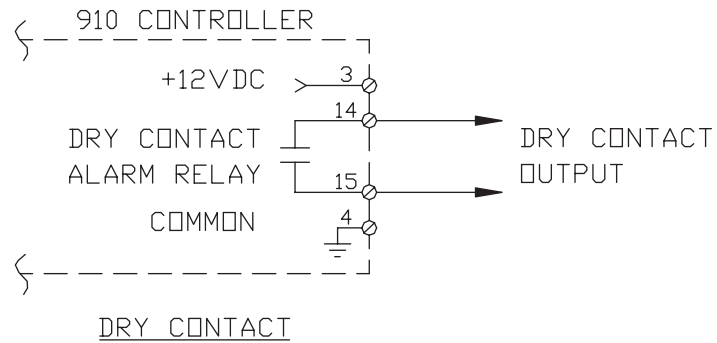 910 CONTROLLER
+12VDC
3
14
DRY CONTACT
ALARM RELAY
DRY CONTACT
OUTPUT
15
COMMON
4
DRY CONTACT